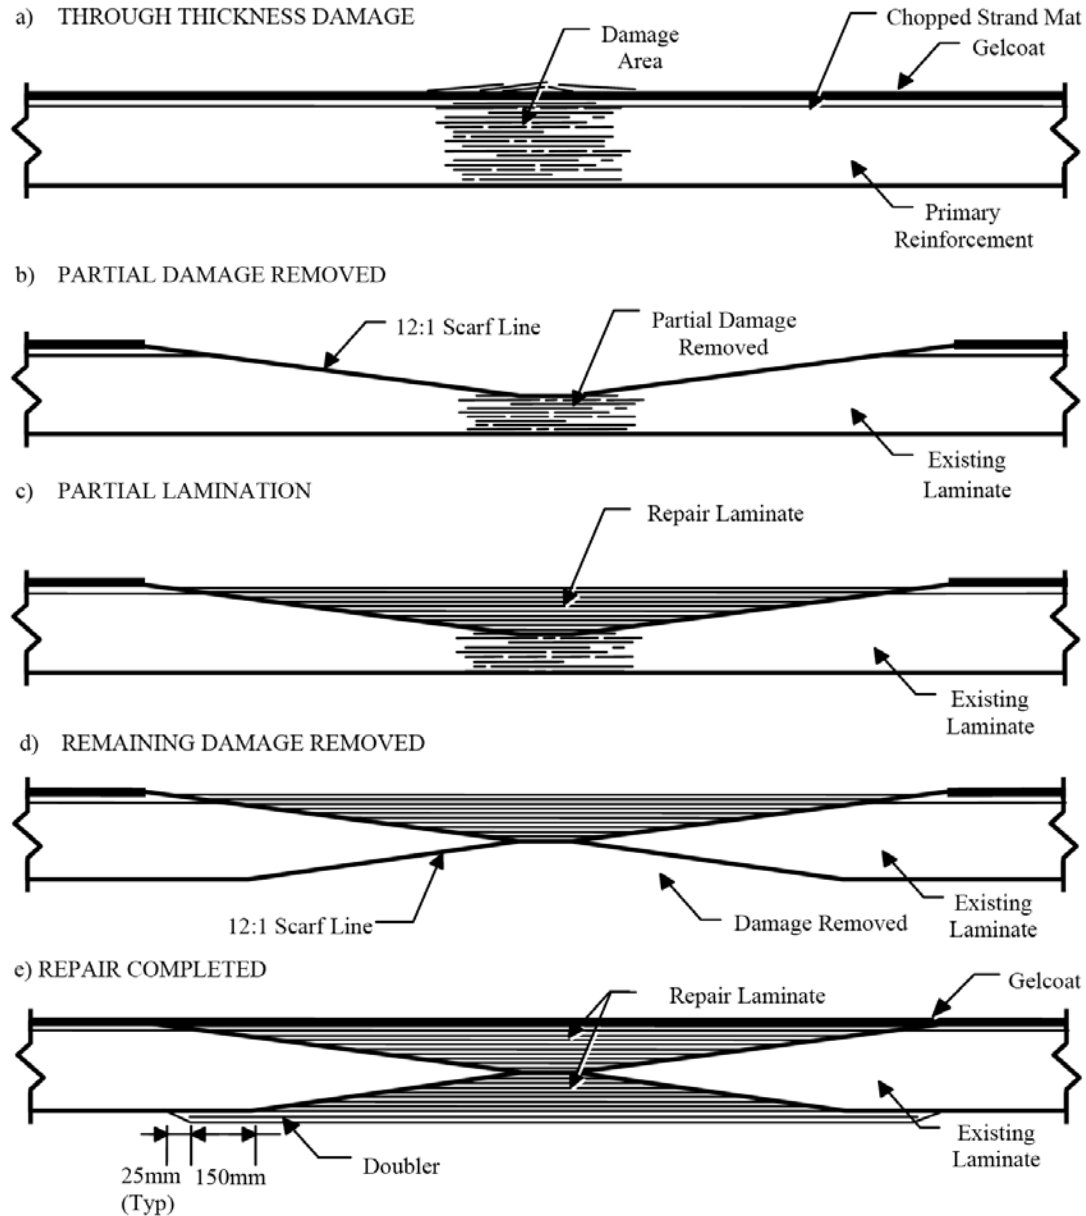 a) THROUGH THICKNESS DAMAGE
Damage
Area
Chopped Strand Mat
Gelcoat
Primary
Reinforcement
b) PARTIAL DAMAGE REMOVED
12:1 Scarf Line
Partial Damage
Removed
Existing
Laminate
c) PARTIAL LAMINATION
Repair Laminate
Existing
Laminate
d) REMAINING DAMAGE REMOVED
12:1 Scarf Line
Damage Removed
Existing
Laminate
e) REPAIR COMPLETED
Repair Laminate
Gelcoat
Existing
Laminate
Doubler
25mm 150mm
(Typ)